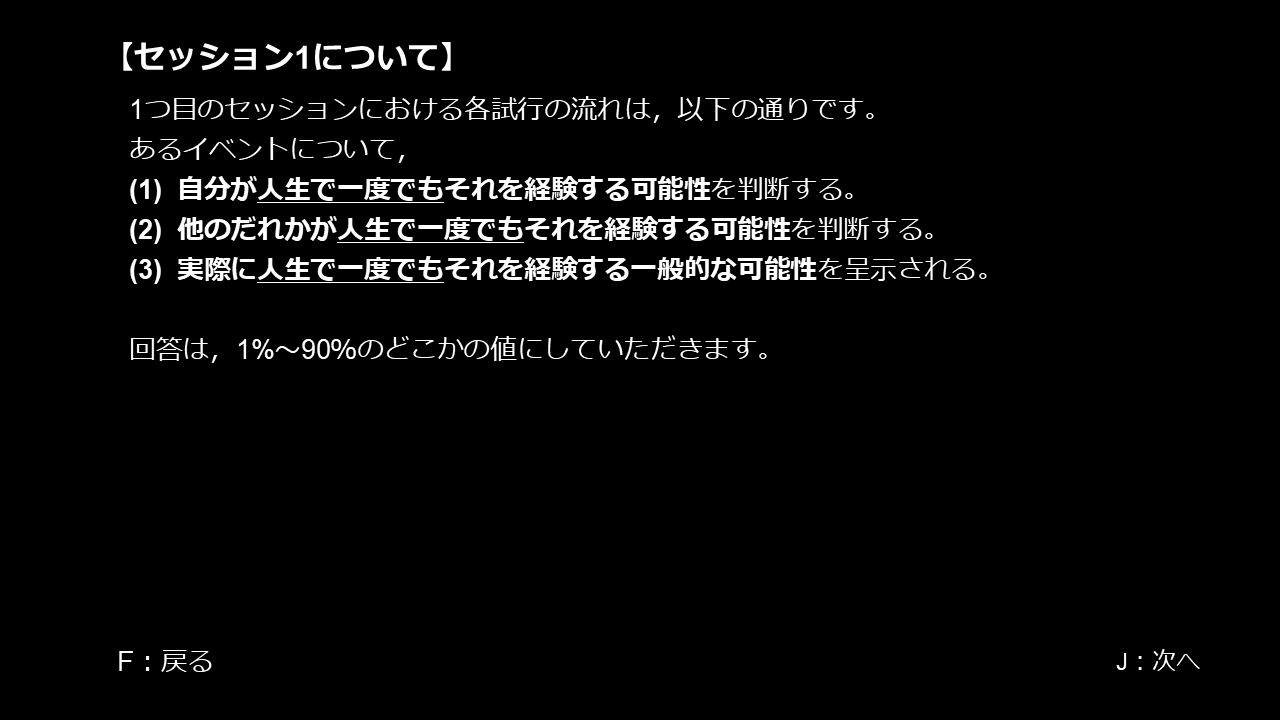 【セッション1について】
1つ目のセッションにおける各試行の流れは，以下の通りです。
あるイベントについて，
(1) 自分が人生で一度でもそれを経験する可能性を判断する。
(2) 他のだれかが人生で一度でもそれを経験する可能性を判断する。
(3) 実際に人生で一度でもそれを経験する一般的な可能性を呈示される。
回答は，1%～90%のどこかの値にしていただきます。
F：戻る
J：次へ